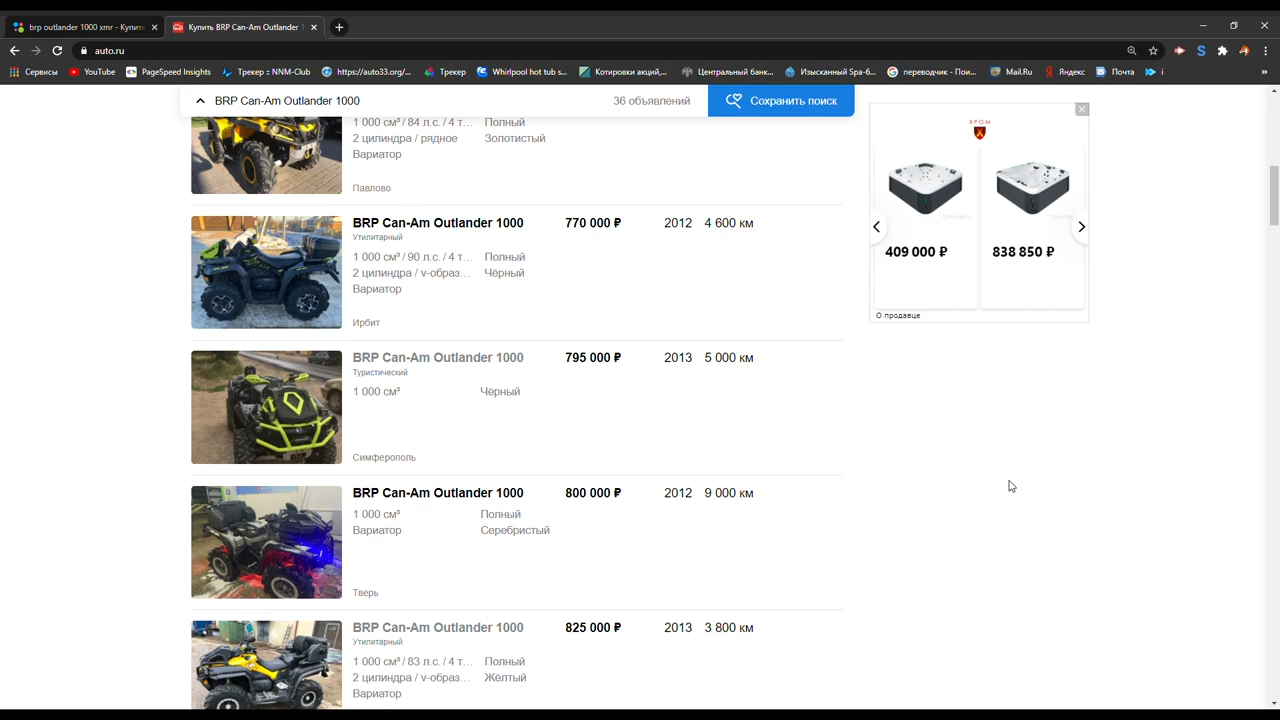 brp outlander 1000 xmr - Купить
Купить BRP Can-Am Outlander 1
auto.ru
Сервисы YouTube PageSpeed Insights Трекер :: NNM-Club https://auto33.org/... Трекер Whirlpool hot tub s... Котировки акций,... Центральный банк... Изысканный Spa-б... переводчик - Пои... Mail.Ru Яндекс Почта i »
BRP Can-Am Outlander 1000 36 объявлений Сохранить поиск
1 000 см³ / 84 л.с. / 4 т... Полный
2 цилиндра / рядное Золотистый
Вариатор
Павлово
BRP Can-Am Outlander 1000 770 000 ₽ 2012 4 600 км
Утилитарный
1 000 см³ / 90 л.с. / 4 т... Полный
2 цилиндра / v-образ... Чёрный
Вариатор
Ирбит
BRP Can-Am Outlander 1000 795 000 ₽ 2013 5 000 км
Туристический
1 000 см³ Чёрный
Симферополь
BRP Can-Am Outlander 1000 800 000 ₽ 2012 9 000 км
1 000 см³ Полный
Вариатор Серебристый
Тверь
BRP Can-Am Outlander 1000 825 000 ₽ 2013 3 800 км
Утилитарный
1 000 см³ / 83 л.с. / 4 т... Полный
2 цилиндра / v-образ... Жёлтый
Вариатор
ХРОМ
409 000 ₽ 838 850 ₽
О продавце